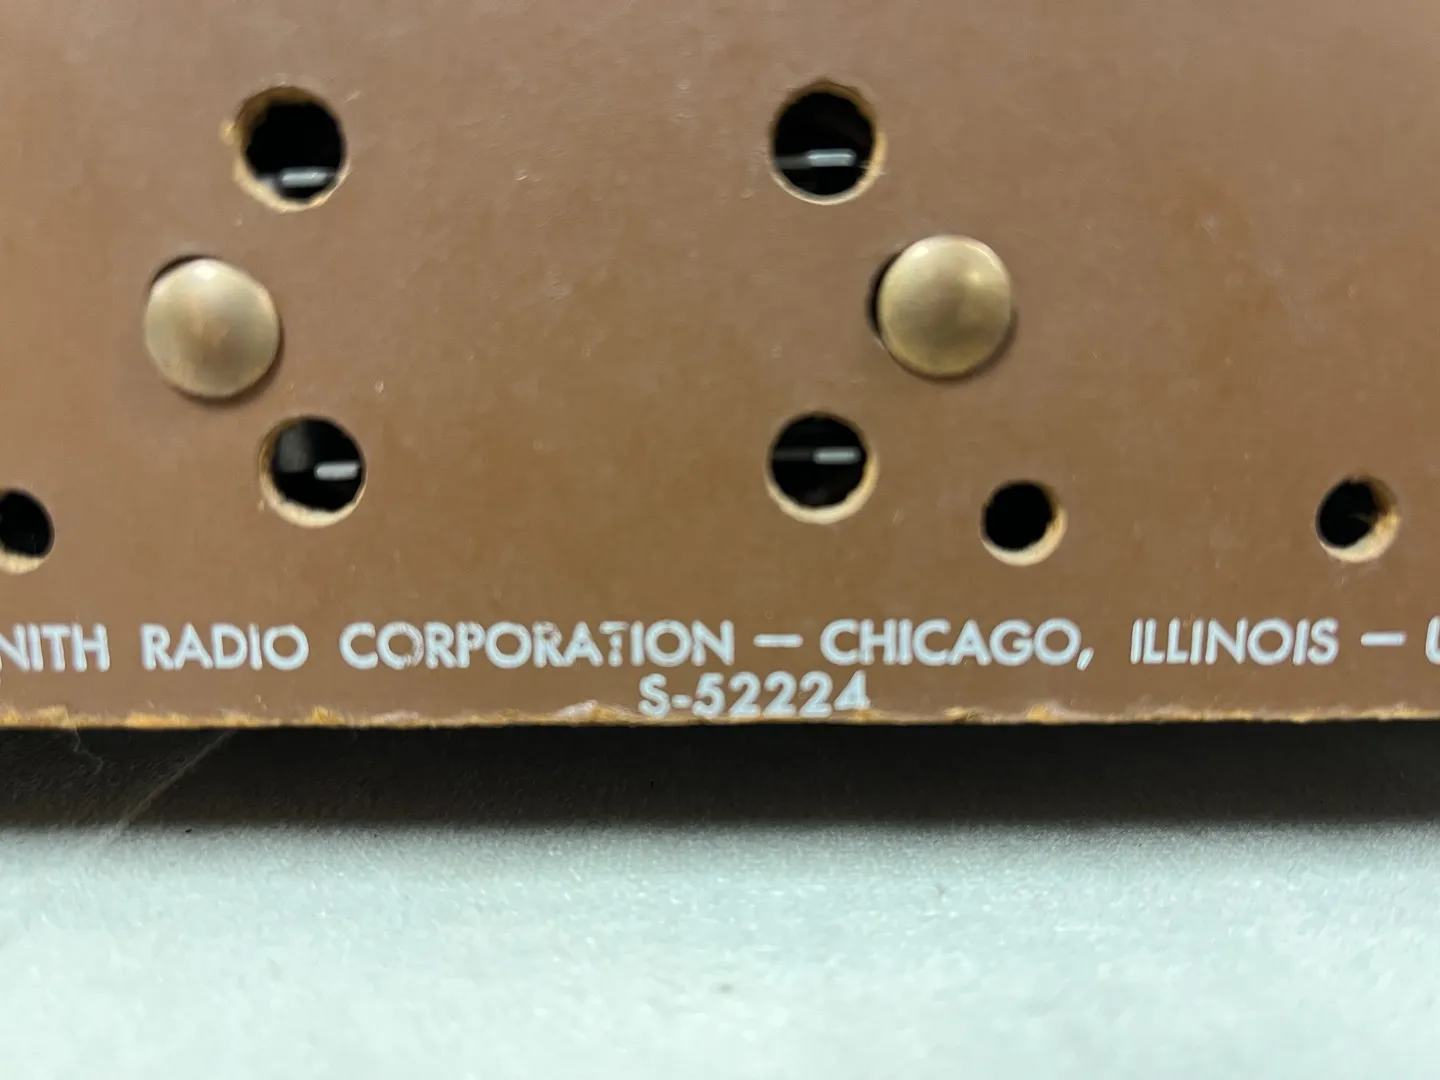 NITH RADIO CORPORATION — CHICAGO, ILLINOIS —
S-52224